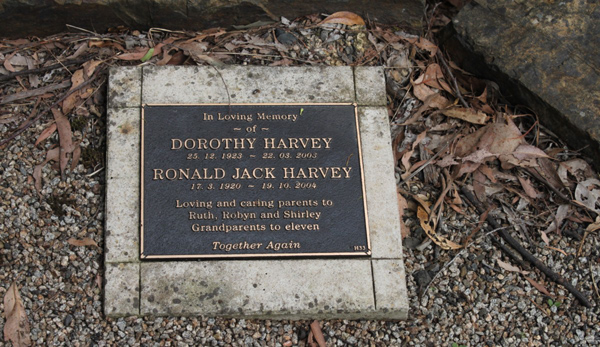 In Loving Memory
~ of ~
DOROTHY HARVEY
25. 12. 1923 ~ 22. 03. 2003
RONALD JACK HARVEY
17. 3. 1920 ~ 19. 10. 2004
Loving and caring parents to
Ruth, Robyn and Shirley
Grandparents to eleven
Together Again